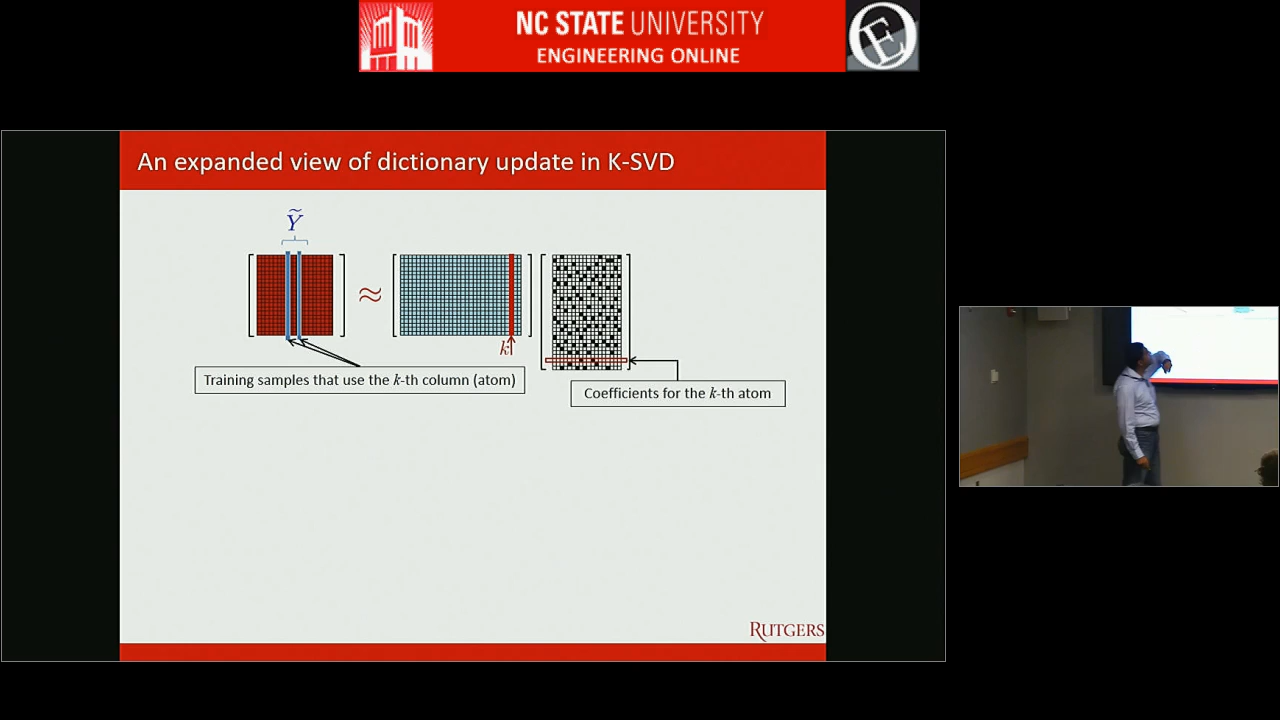 NC STATE UNIVERSITY
ENGINEERING ONLINE
E
An expanded view of dictionary update in K-SVD
Ỹ
≈
k
Training samples that use the k-th column (atom)
Coefficients for the k-th atom
RUTGERS